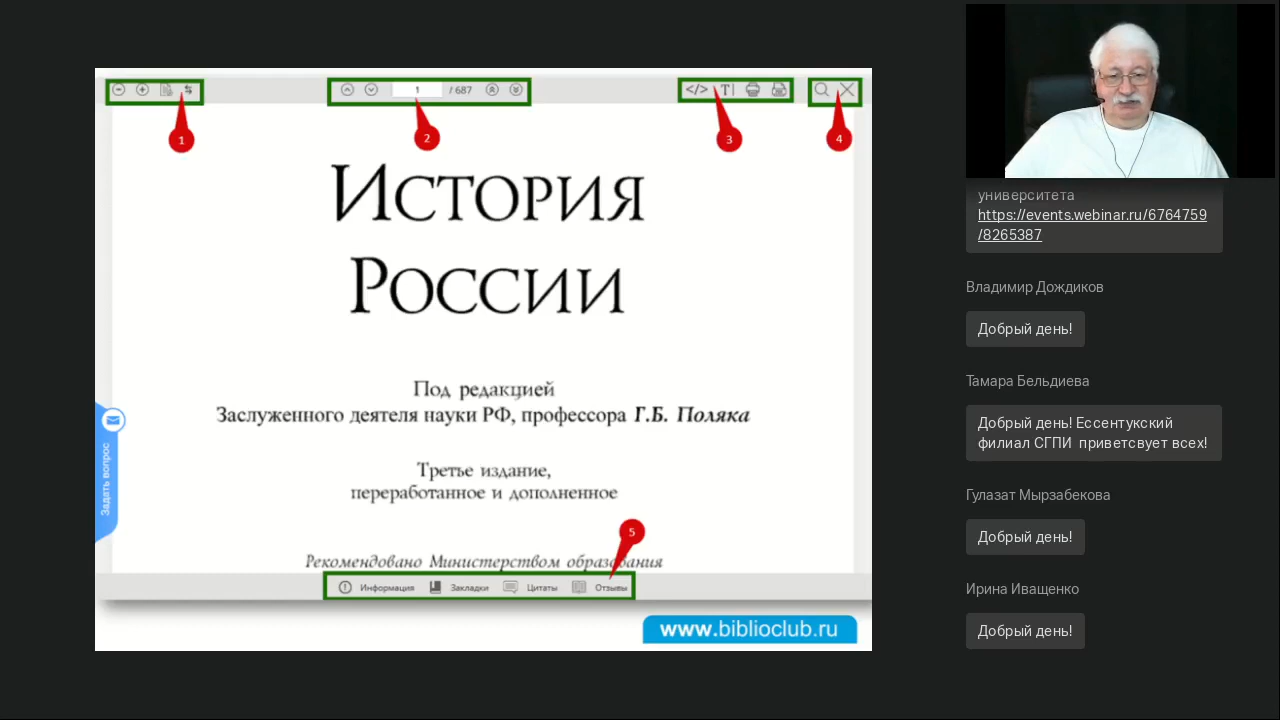 1 / 687
</>
T|
1
2
3
4
История
России
Под редакцией
Заслуженного деятеля науки РФ, профессора Г.Б. Поляка
Третье издание,
переработанное и дополненное
5
Рекомендовано Министерством образования
Задать вопрос
Информация Закладки Цитаты Отзывы
www.biblioclub.ru
университета
https://events.webinar.ru/6764759
/8265387
Владимир Дождиков
Добрый день!
Тамара Бельдиева
Добрый день! Ессентукский
филиал СГПИ приветсвует всех!
Гулазат Мырзабекова
Добрый день!
Ирина Иващенко
Добрый день!